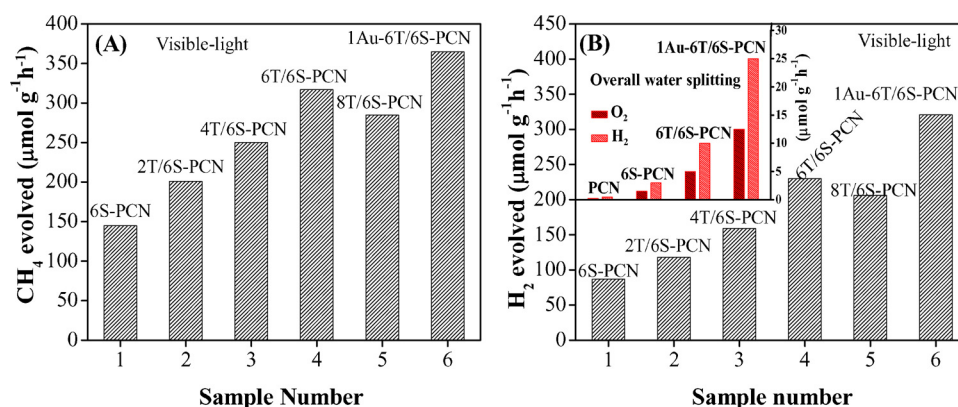 (A)
Visible-light
CH₄ evolved (μmol g⁻¹h⁻¹)
400
350
300
250
200
150
100
50
0
6S-PCN
2T/6S-PCN
4T/6S-PCN
6T/6S-PCN
8T/6S-PCN
1Au-6T/6S-PCN
1 2 3 4 5 6
Sample Number
(B)
Visible-light
H₂ evolved (μmol g⁻¹h⁻¹)
450
400
350
300
250
200
150
100
50
0
6S-PCN
2T/6S-PCN
4T/6S-PCN
6T/6S-PCN
8T/6S-PCN
1Au-6T/6S-PCN
1 2 3 4 5 6
Sample number
1Au-6T/6S-PCN
Overall water splitting
O₂
H₂
6T/6S-PCN
6S-PCN
PCN
30
25
20
15
10
5
0
(μmol g⁻¹h⁻¹)